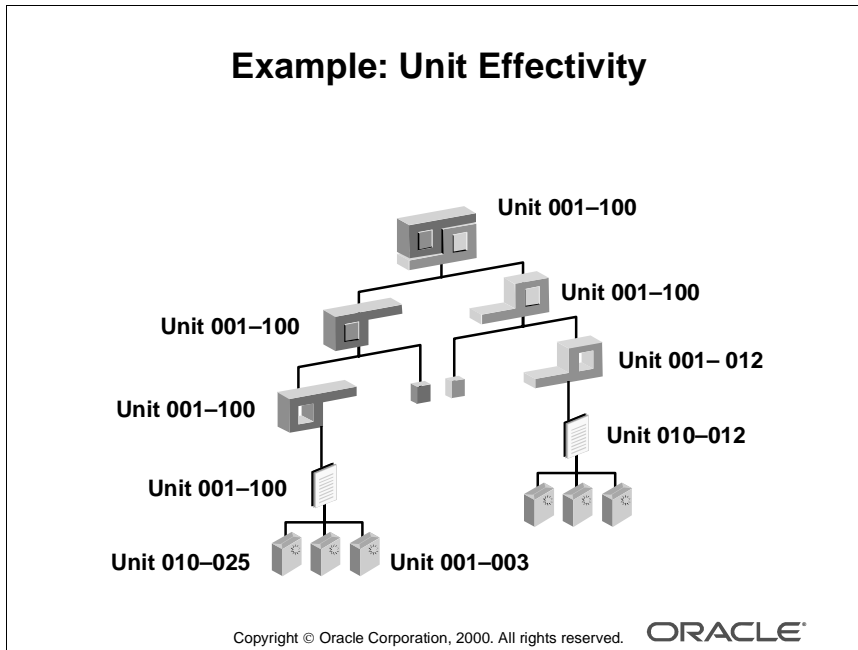 Example: Unit Effectivity
Unit 001–100
Unit 001–100
Unit 001–100
Unit 001– 012
Unit 001–100
Unit 010–012
Unit 001–100
Unit 010–025
Unit 001–003
Copyright © Oracle Corporation, 2000. All rights reserved.
ORACLE®